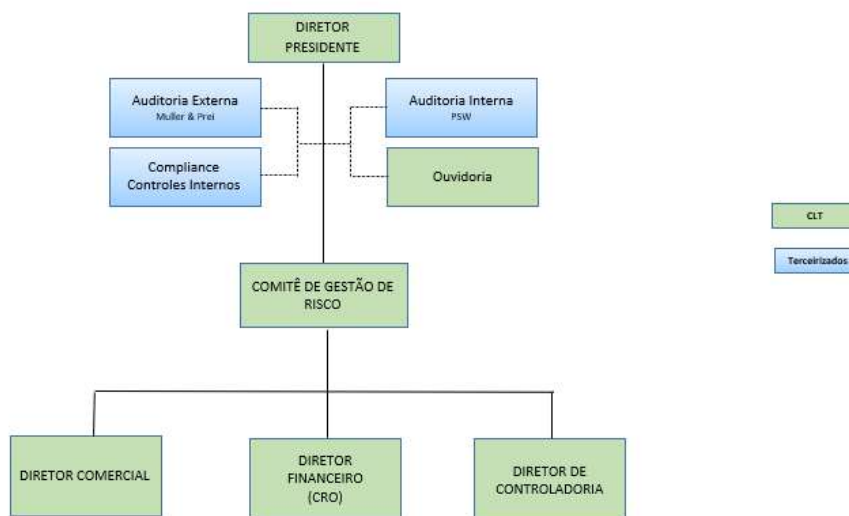 DIRETOR
PRESIDENTE
Auditoria Externa
Muller & Prei
Auditoria Interna
PSW
Compliance
Controles Internos
Ouvidoria
CLT
Terceirizados
COMITÊ DE GESTÃO DE
RISCO
DIRETOR COMERCIAL
DIRETOR
FINANCEIRO
(CRO)
DIRETOR DE
CONTROLADORIA